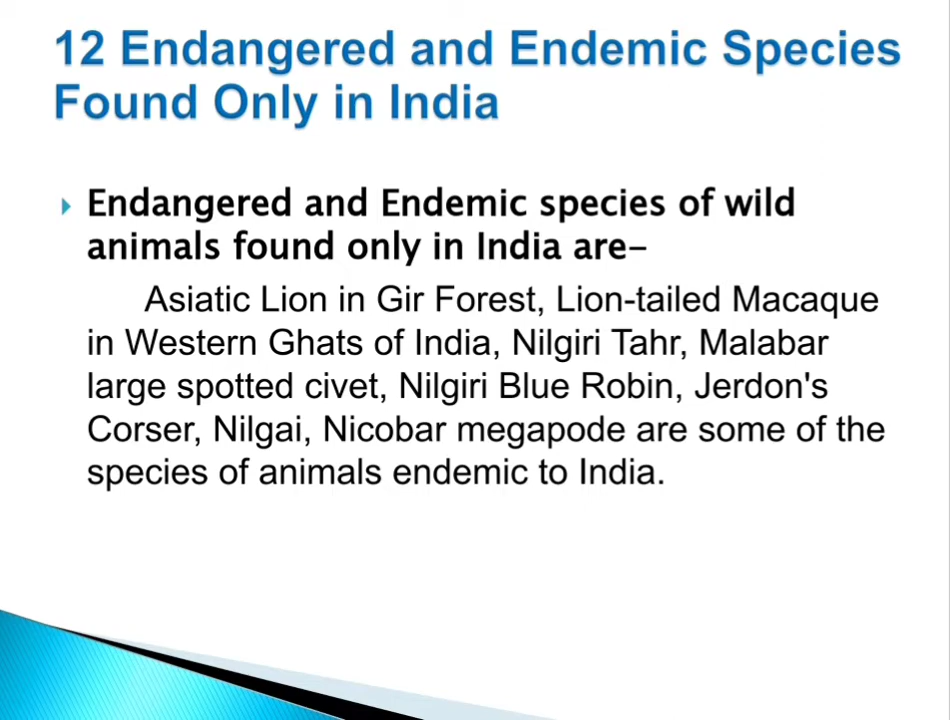 12 Endangered and Endemic Species
Found Only in India
Endangered and Endemic species of wild
animals found only in India are-
Asiatic Lion in Gir Forest, Lion-tailed Macaque
in Western Ghats of India, Nilgiri Tahr, Malabar
large spotted civet, Nilgiri Blue Robin, Jerdon's
Corser, Nilgai, Nicobar megapode are some of the
species of animals endemic to India.